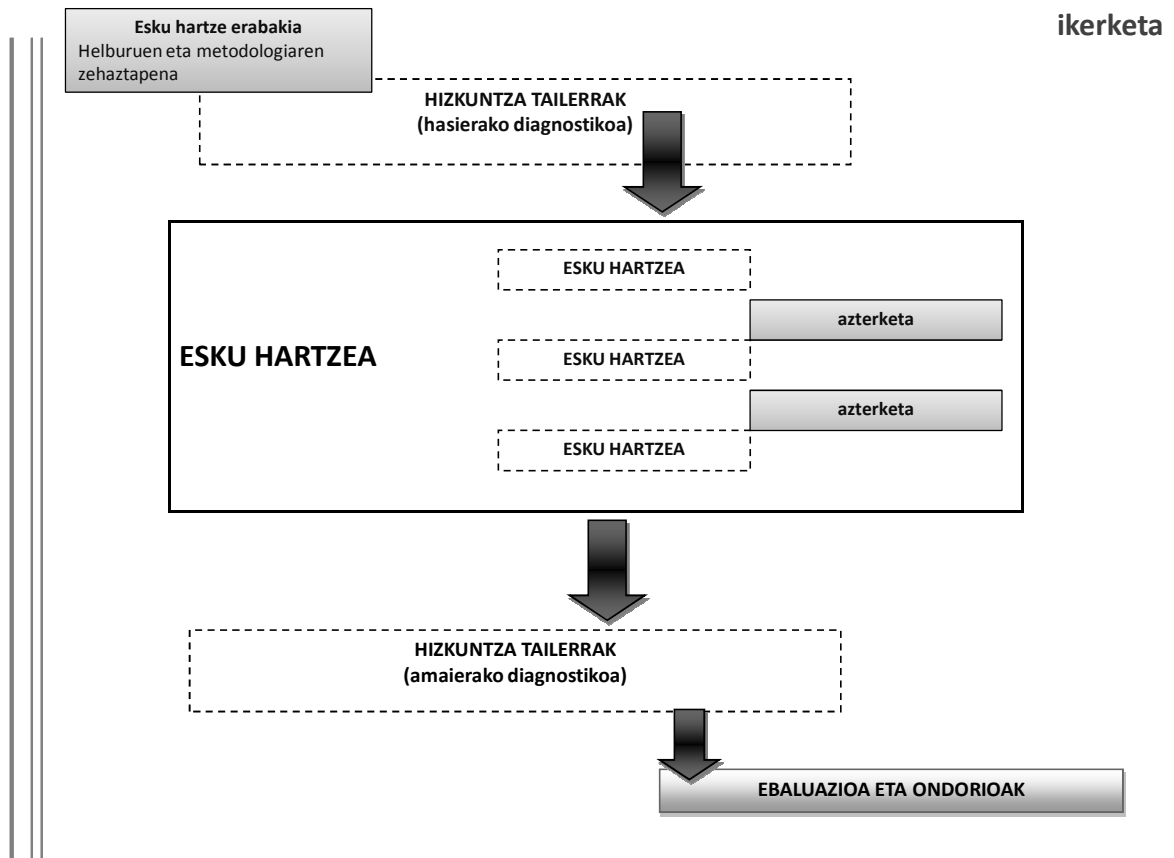 ikerketa
Esku hartze erabakia
Helburuen eta metodologiaren
zehaztapena
HIZKUNTZA TAILERRAK
(hasierako diagnostikoa)
ESKU HARTZEA
ESKU HARTZEA
azterketa
ESKU HARTZEA
azterketa
ESKU HARTZEA
HIZKUNTZA TAILERRAK
(amaierako diagnostikoa)
EBALUAZIOA ETA ONDORIOAK